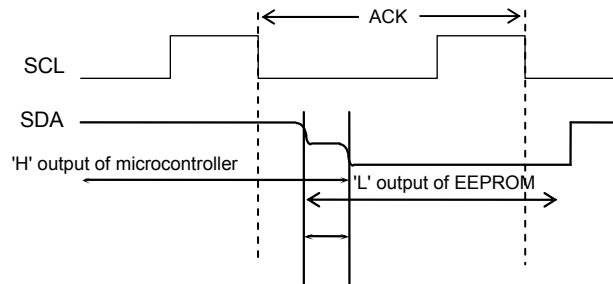 ACK
SCL
SDA
'H' output of microcontroller
'L' output of EEPROM